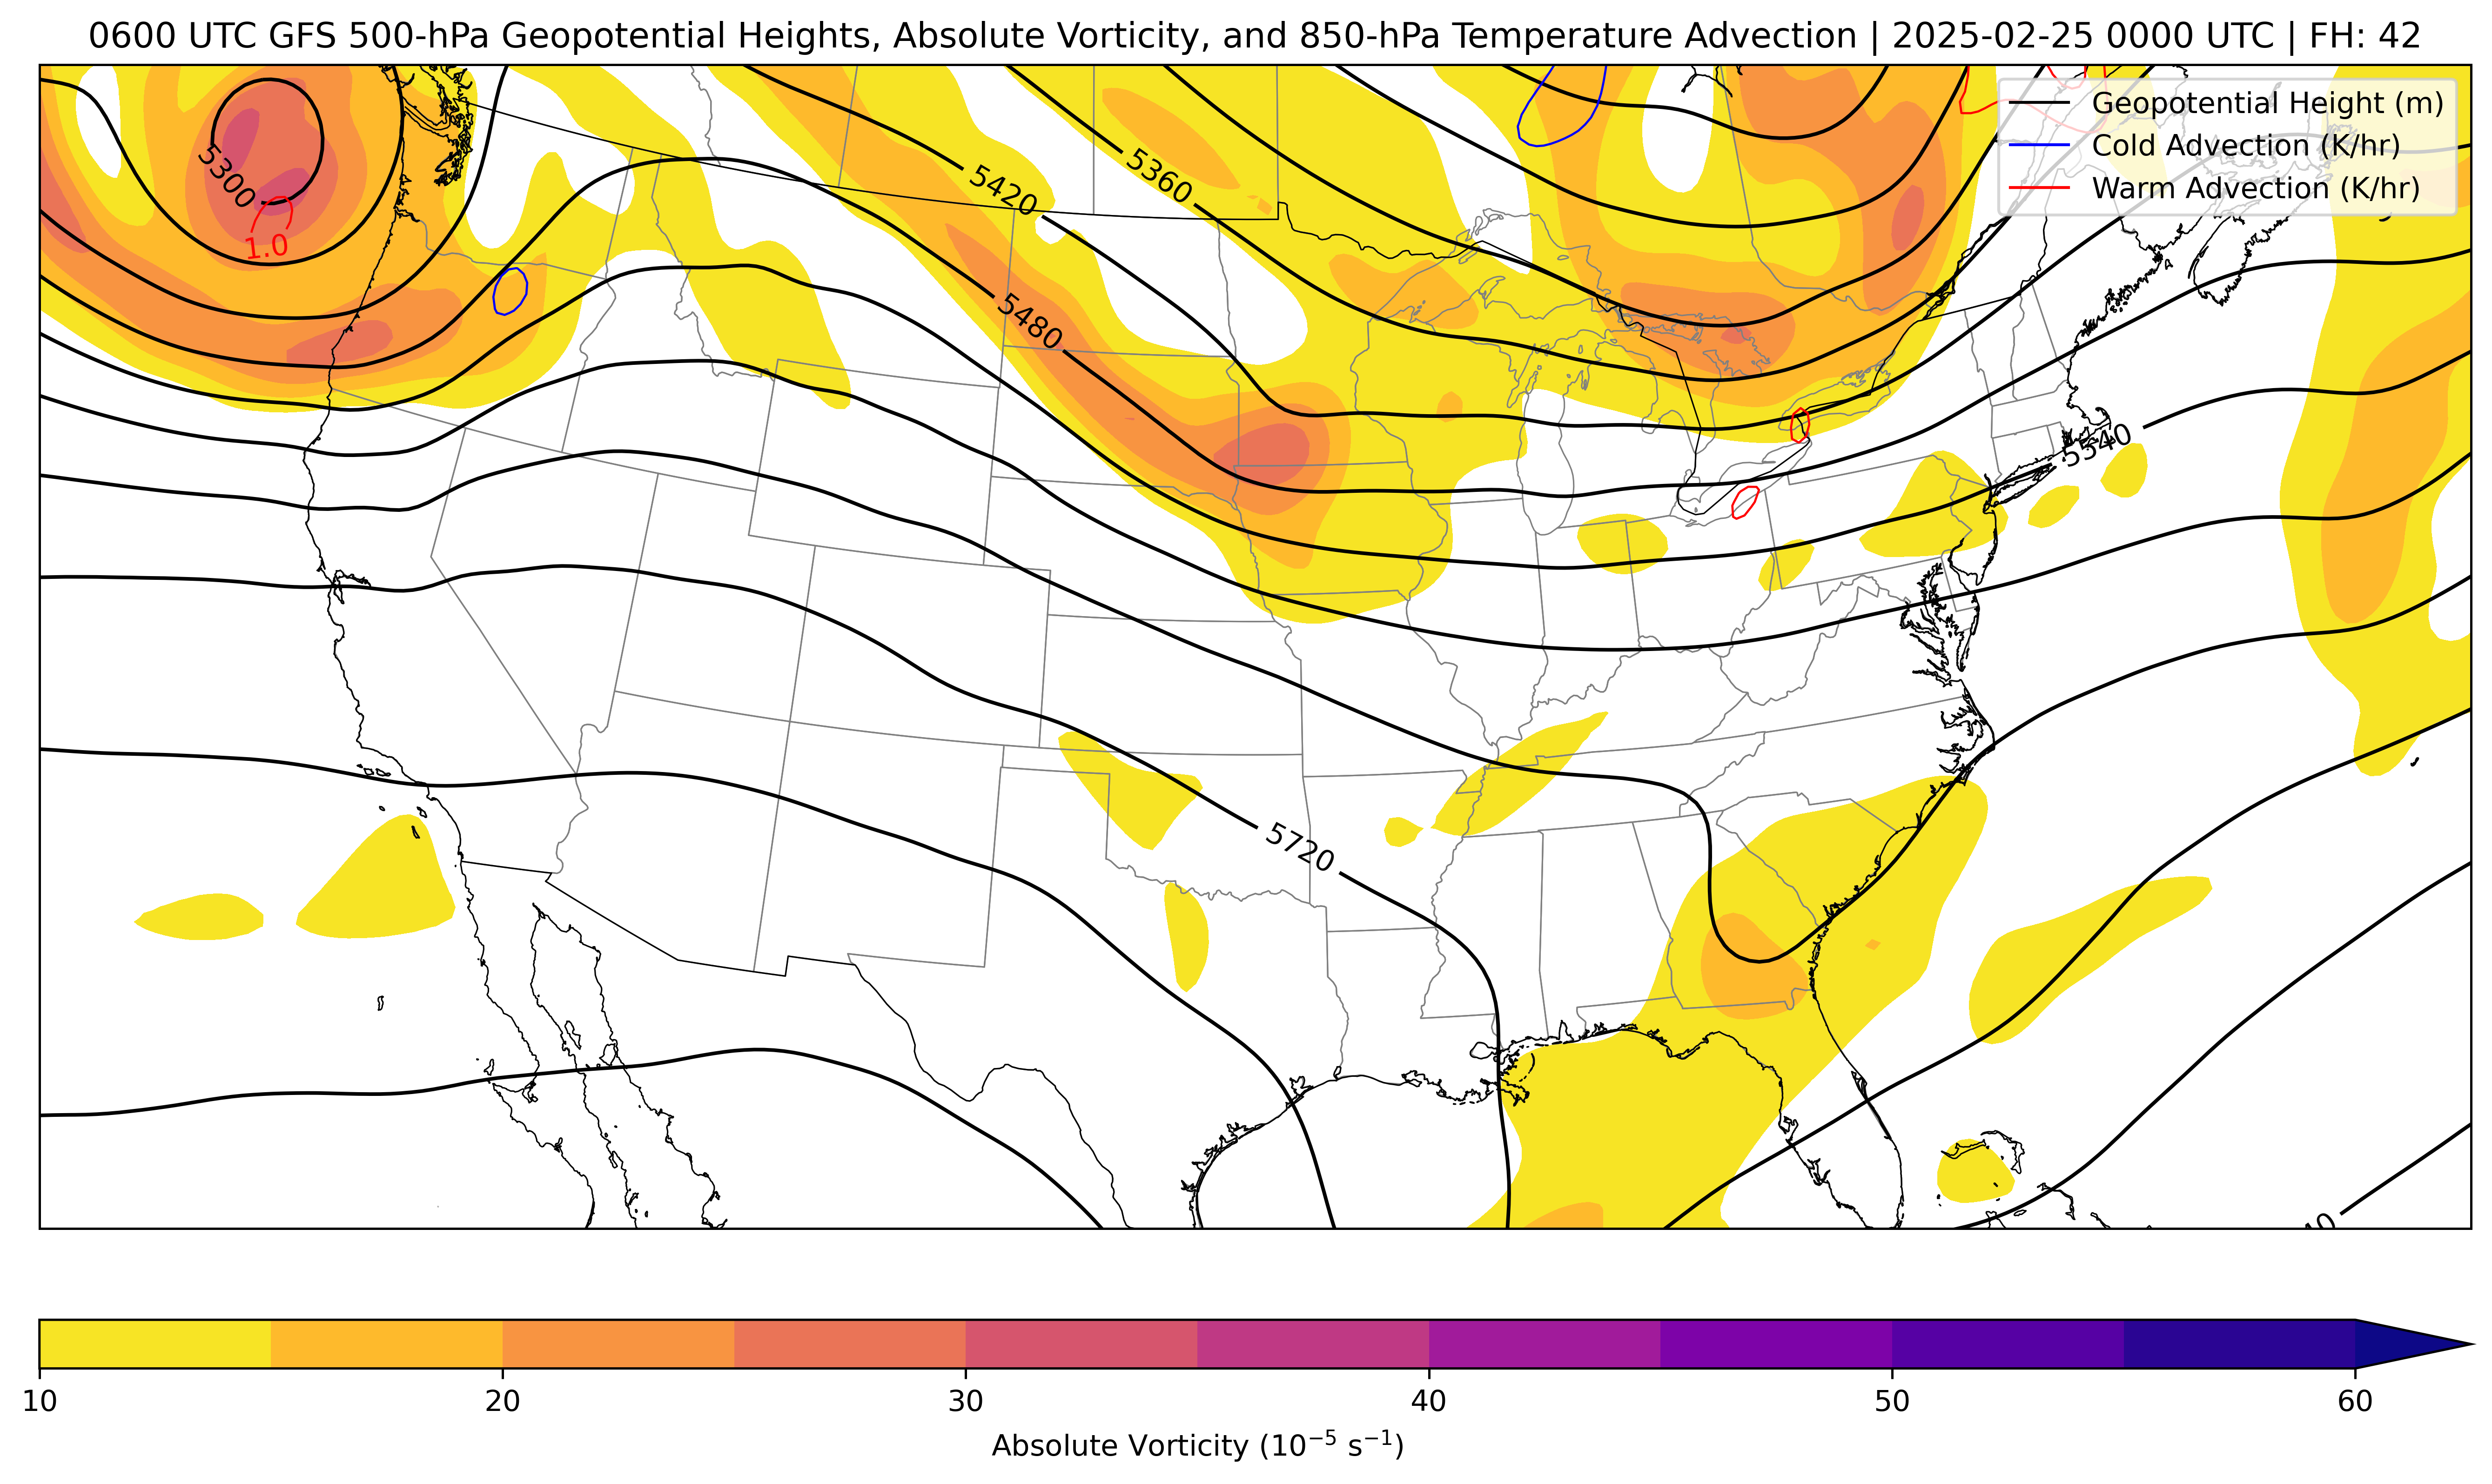 0600 UTC GFS 500-hPa Geopotential Heights, Absolute Vorticity, and 850-hPa Temperature Advection | 2025-02-25 0000 UTC | FH: 42
Geopotential Height (m)
Cold Advection (K/hr)
Warm Advection (K/hr)
5300
1.0
5420
5360
5480
5540
5720
10 20 30 40 50 60
Absolute Vorticity (10⁻⁵ s⁻¹)